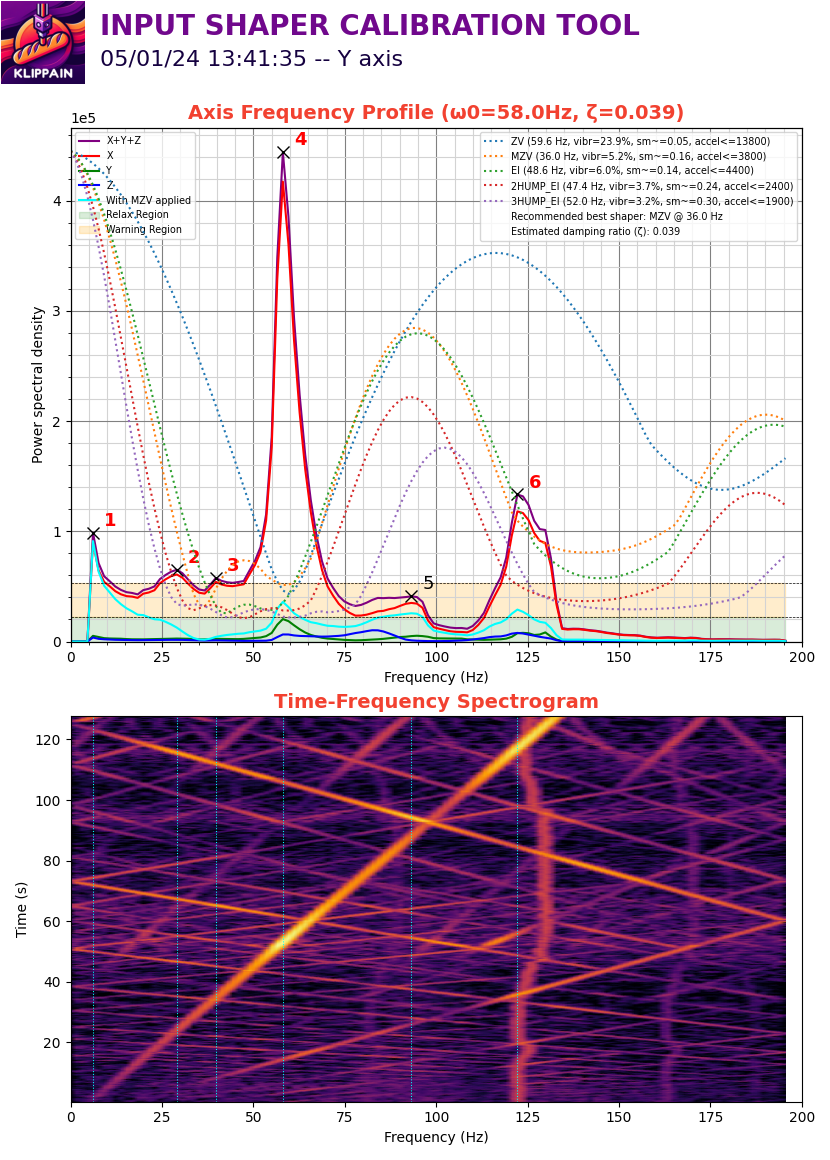 INPUT SHAPER CALIBRATION TOOL
05/01/24 13:41:35 -- Y axis
KLIPPAIN
Axis Frequency Profile (ω0=58.0Hz, ζ=0.039)
1e5
X+Y+Z
X
Y
Z
With MZV applied
Relax Region
Warning Region
ZV (59.6 Hz, vibr=23.9%, sm~=0.05, accel<=13800)
MZV (36.0 Hz, vibr=5.2%, sm~=0.16, accel<=3800)
EI (48.6 Hz, vibr=6.0%, sm~=0.14, accel<=4400)
2HUMP_EI (47.4 Hz, vibr=3.7%, sm~=0.24, accel<=2400)
3HUMP_EI (52.0 Hz, vibr=3.2%, sm~=0.30, accel<=1900)
Recommended best shaper: MZV @ 36.0 Hz
Estimated damping ratio (ζ): 0.039
4
1
2
3
5
6
Power spectral density
4
3
2
1
0
0 25 50 75 100 125 150 175 200
Frequency (Hz)
Time-Frequency Spectrogram
Time (s)
120
100
80
60
40
20
0 25 50 75 100 125 150 175 200
Frequency (Hz)